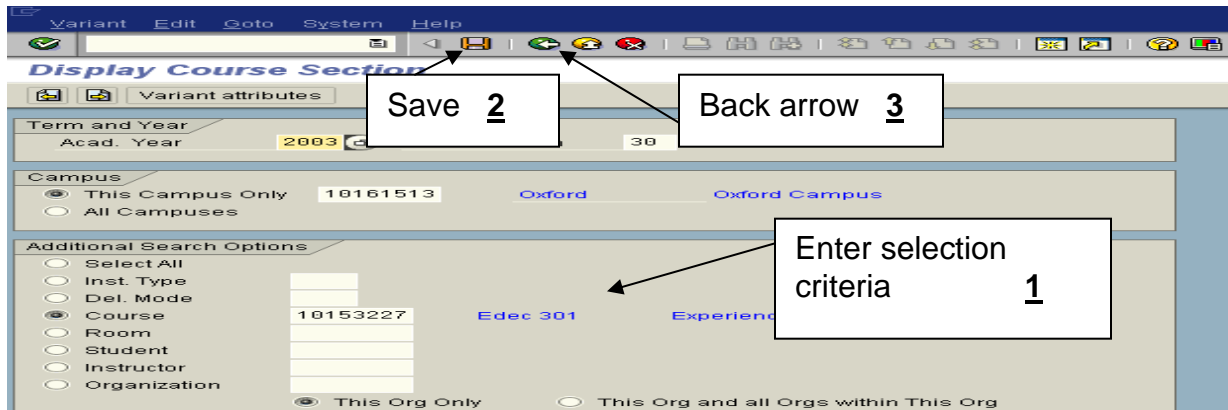 Variant Edit Goto System Help
Display Course Section
Variant attributes
Save 2
Back arrow 3
Term and Year
Acad. Year 2003 30
Campus
This Campus Only 10161513 Oxford Oxford Campus
All Campuses
Additional Search Options
Enter selection
criteria 1
Select All
Inst. Type
Del. Mode
Course 10153227 Edec 301
Room
Student
Instructor
Organization
This Org Only This Org and all Orgs within This Org